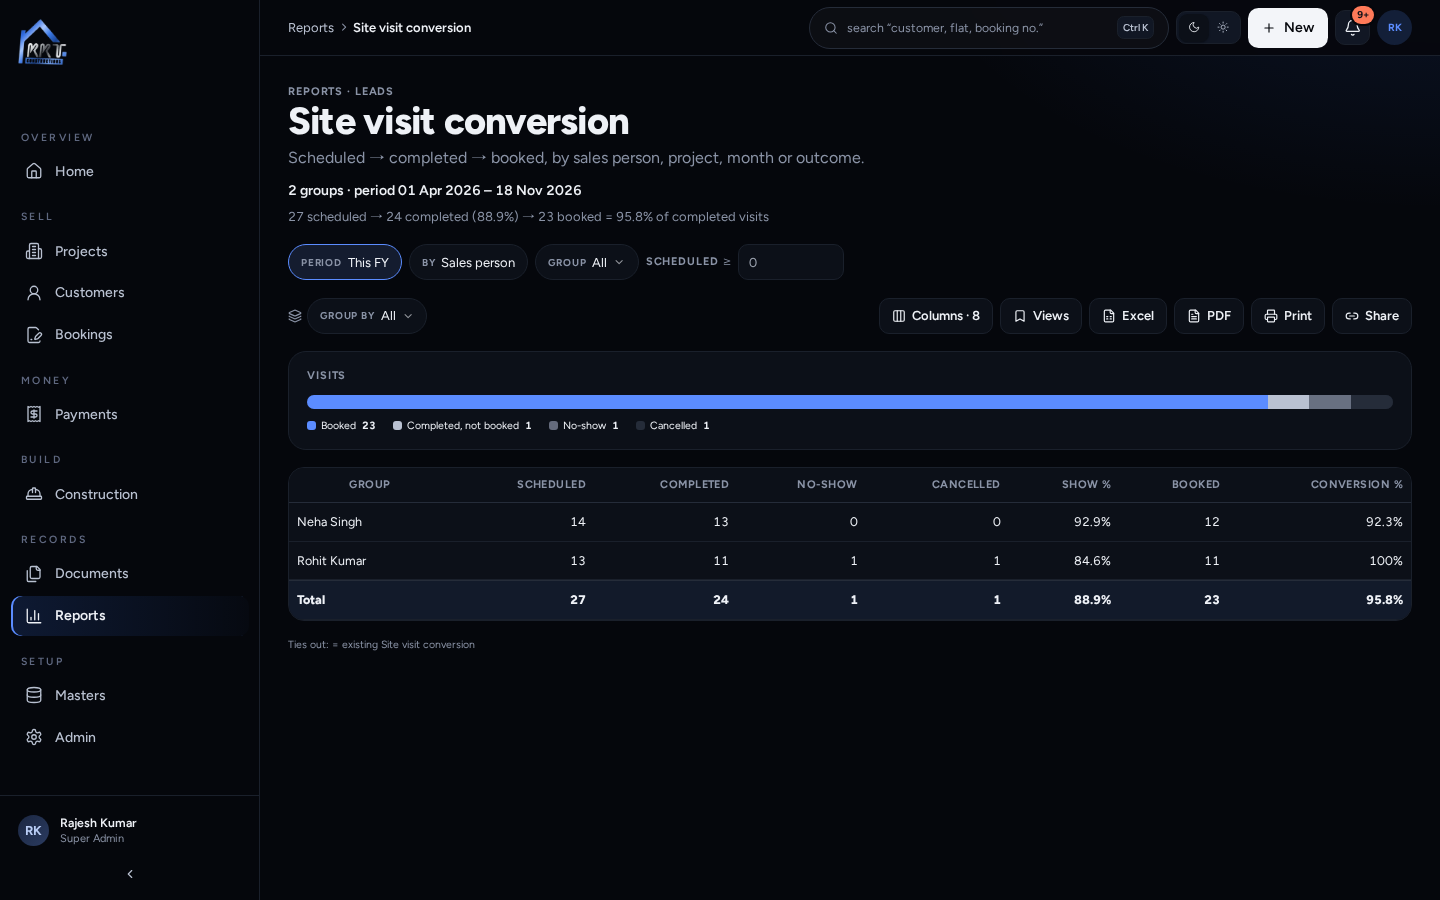 Reports > Site visit conversion
search “customer, flat, booking no.” Ctrl K
+ New
9+
RK
OVERVIEW
Home
SELL
Projects
Customers
Bookings
MONEY
Payments
BUILD
Construction
RECORDS
Documents
Reports
SETUP
Masters
Admin
RK Rajesh Kumar
Super Admin
REPORTS · LEADS
Site visit conversion
Scheduled → completed → booked, by sales person, project, month or outcome.
2 groups · period 01 Apr 2026 – 18 Nov 2026
27 scheduled → 24 completed (88.9%) → 23 booked = 95.8% of completed visits
PERIOD This FY BY Sales person GROUP All SCHEDULED ≥ 0
GROUP BY All Columns · 8 Views Excel PDF Print Share
VISITS
Booked 23 Completed, not booked 1 No-show 1 Cancelled 1
GROUP SCHEDULED COMPLETED NO-SHOW CANCELLED SHOW % BOOKED CONVERSION %
Neha Singh 14 13 0 0 92.9% 12 92.3%
Rohit Kumar 13 11 1 1 84.6% 11 100%
Total 27 24 1 1 88.9% 23 95.8%
Ties out: = existing Site visit conversion